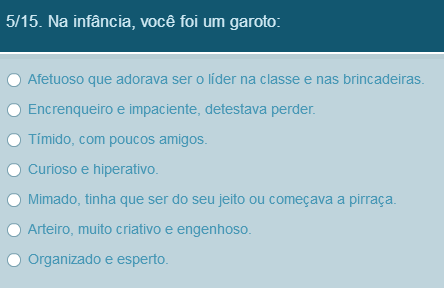 5/15. Na infância, você foi um garoto:
Afetuoso que adorava ser o líder na classe e nas brincadeiras.
Encrenqueiro e impaciente, detestava perder.
Tímido, com poucos amigos.
Curioso e hiperativo.
Mimado, tinha que ser do seu jeito ou começava a pirraça.
Arteiro, muito criativo e engenhoso.
Organizado e esperto.